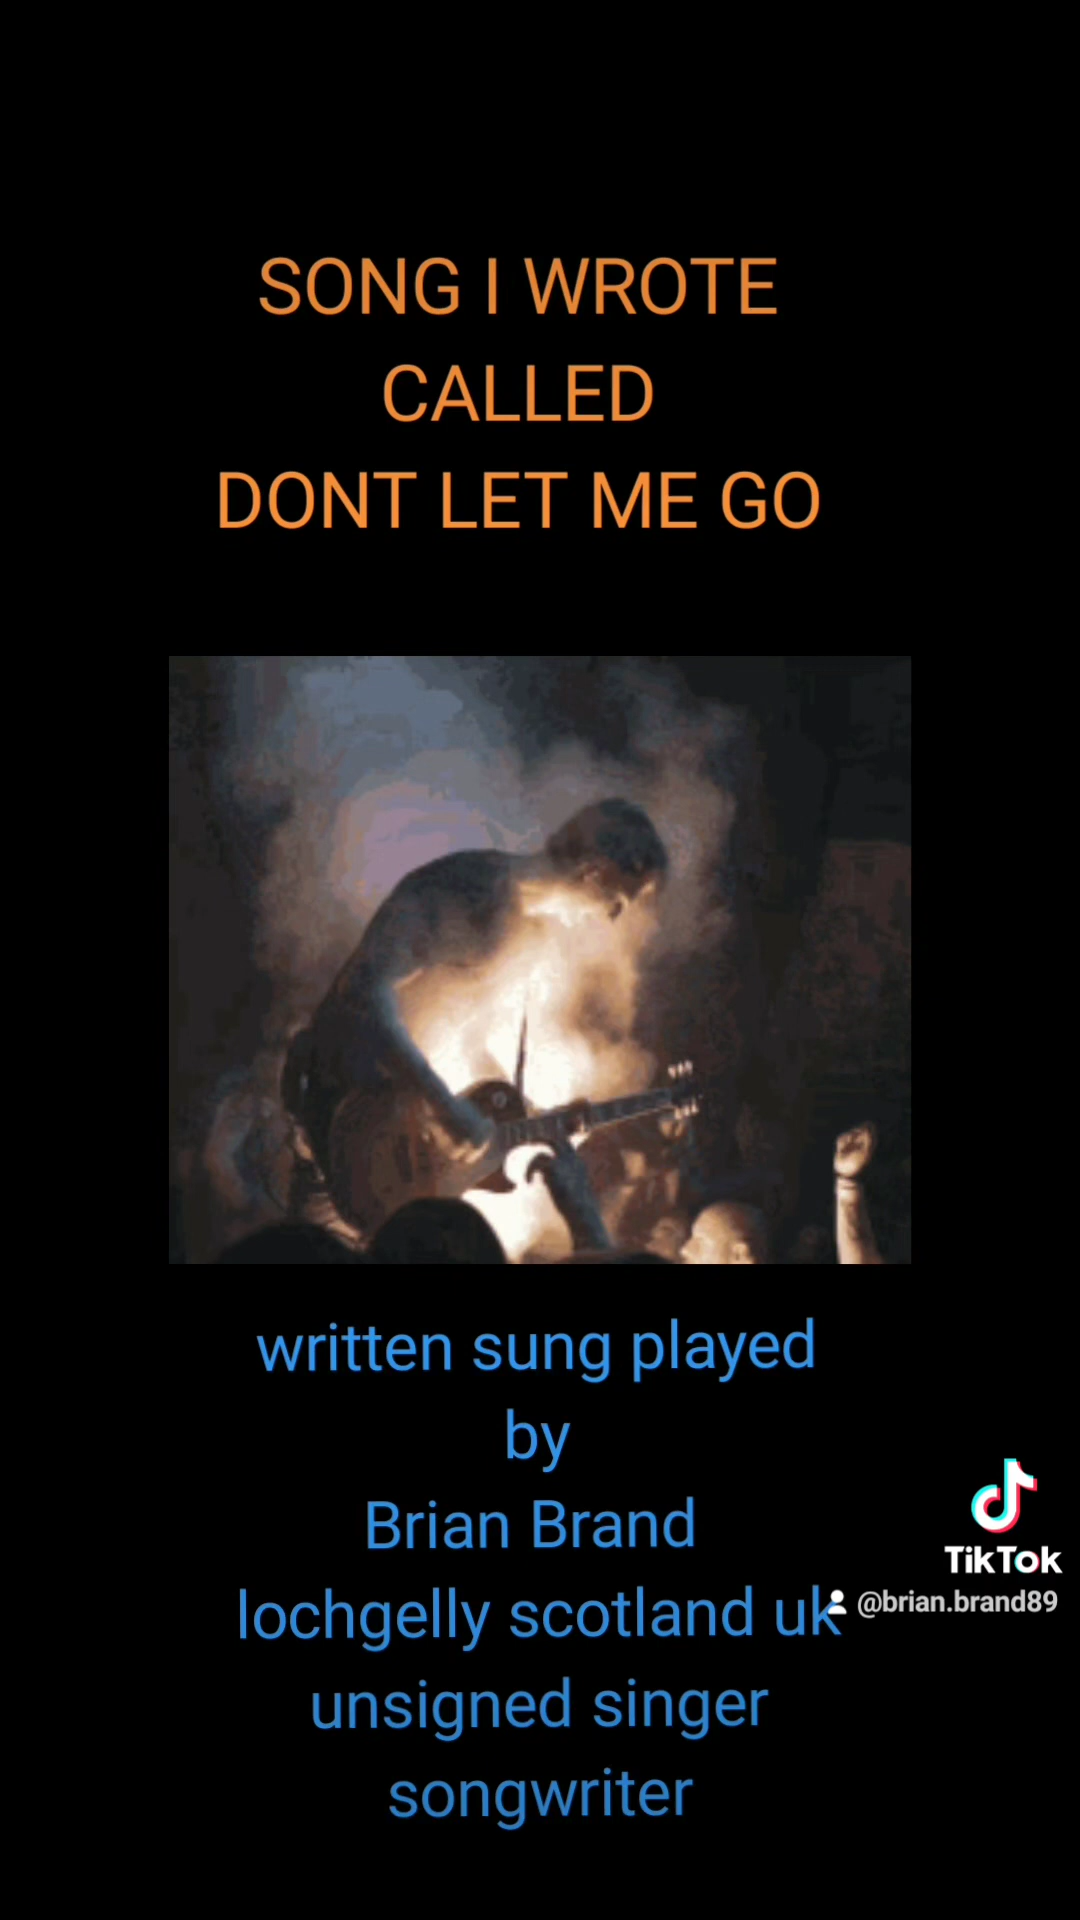 SONG I WROTE
CALLED
DONT LET ME GO
written sung played
by
Brian Brand
lochgelly scotland uk
unsigned singer
songwriter
TikTok
@brian.brand89